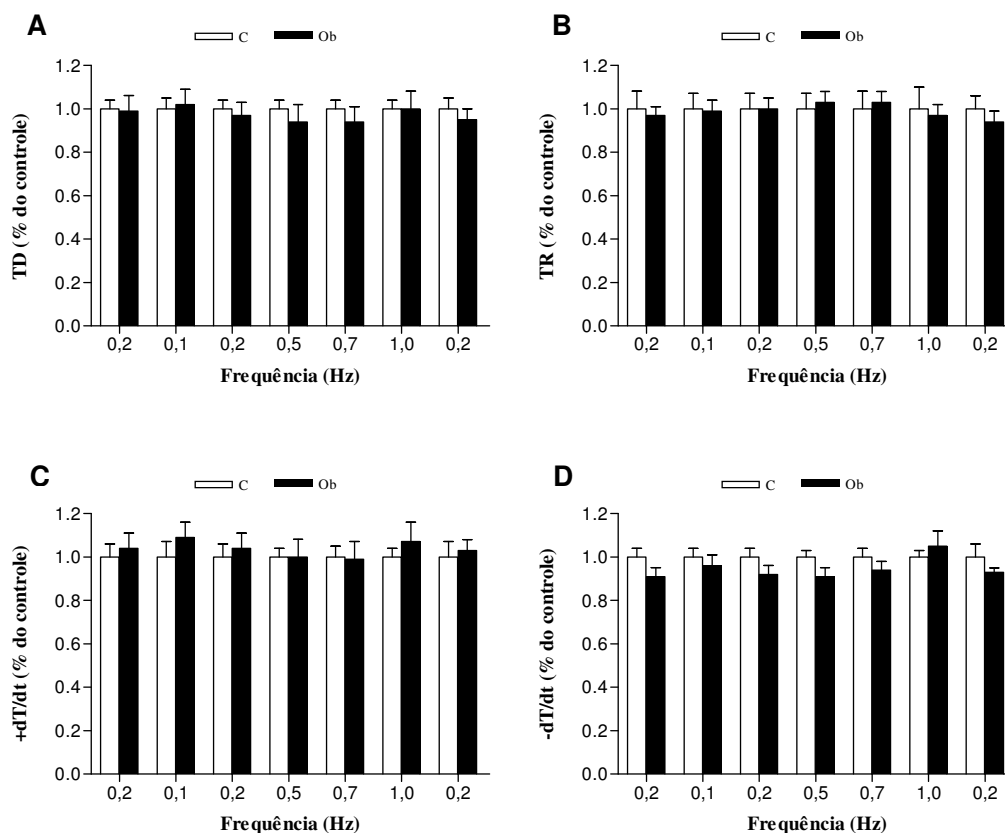 A
C Ob
TD (% do controle)
1.2
1.0
0.8
0.6
0.4
0.2
0.0
0,2 0,1 0,2 0,5 0,7 1,0 0,2
Frequência (Hz)
B
C Ob
TR (% do controle)
1.2
1.0
0.8
0.6
0.4
0.2
0.0
0,2 0,1 0,2 0,5 0,7 1,0 0,2
Frequência (Hz)
C
C Ob
+dT/dt (% do controle)
1.2
1.0
0.8
0.6
0.4
0.2
0.0
0,2 0,1 0,2 0,5 0,7 1,0 0,2
Frequência (Hz)
D
C Ob
-dT/dt (% do controle)
1.2
1.0
0.8
0.6
0.4
0.2
0.0
0,2 0,1 0,2 0,5 0,7 1,0 0,2
Frequência (Hz)